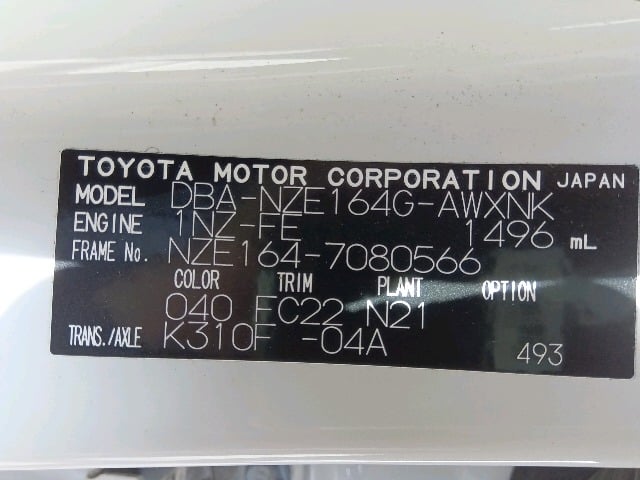 TOYOTA MOTOR CORPORATION JAPAN
MODEL DBA-NZE164G-AWXNK
ENGINE 1NZ-FE 1496 mL
FRAME No. NZE164-7080566
COLOR TRIM PLANT OPTION
040 FC22 N21
TRANS./AXLE K310F -04A 493